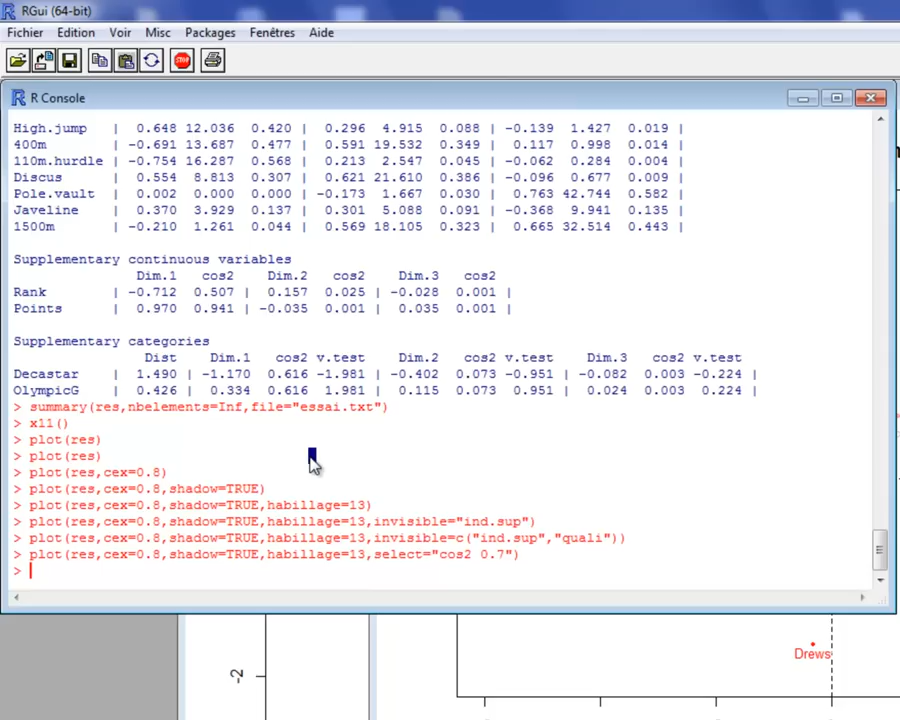 RGui (64-bit)
Fichier Edition Voir Misc Packages Fenêtres Aide
STOP
R Console
High.jump | 0.648 12.036 0.420 | 0.296 4.915 0.088 | -0.139 1.427 0.019 |
400m | -0.691 13.687 0.477 | 0.591 19.532 0.349 | 0.117 0.998 0.014 |
110m.hurdle | -0.754 16.287 0.568 | 0.213 2.547 0.045 | -0.062 0.284 0.004 |
Discus | 0.554 8.813 0.307 | 0.621 21.610 0.386 | -0.096 0.677 0.009 |
Pole.vault | 0.002 0.000 0.000 | -0.173 1.667 0.030 | 0.763 42.744 0.582 |
Javeline | 0.370 3.929 0.137 | 0.301 5.088 0.091 | -0.368 9.941 0.135 |
1500m | -0.210 1.261 0.044 | 0.569 18.105 0.323 | 0.665 32.514 0.443 |
Supplementary continuous variables
Dim.1 cos2 Dim.2 cos2 Dim.3 cos2
Rank | -0.712 0.507 | 0.157 0.025 | -0.028 0.001 |
Points | 0.970 0.941 | -0.035 0.001 | 0.035 0.001 |
Supplementary categories
Dist Dim.1 cos2 v.test Dim.2 cos2 v.test Dim.3 cos2 v.test
Decastar | 1.490 | -1.170 0.616 -1.981 | -0.402 0.073 -0.951 | -0.082 0.003 -0.224 |
OlympicG | 0.426 | 0.334 0.616 1.981 | 0.115 0.073 0.951 | 0.024 0.003 0.224 |
> summary(res,nbelements=Inf,file="essai.txt")
> x11()
> plot(res)
> plot(res)
> plot(res,cex=0.8)
> plot(res,cex=0.8,shadow=TRUE)
> plot(res,cex=0.8,shadow=TRUE,habillage=13)
> plot(res,cex=0.8,shadow=TRUE,habillage=13,invisible="ind.sup")
> plot(res,cex=0.8,shadow=TRUE,habillage=13,invisible=c("ind.sup","quali"))
> plot(res,cex=0.8,shadow=TRUE,habillage=13,select="cos2 0.7")
>
Drews
-2